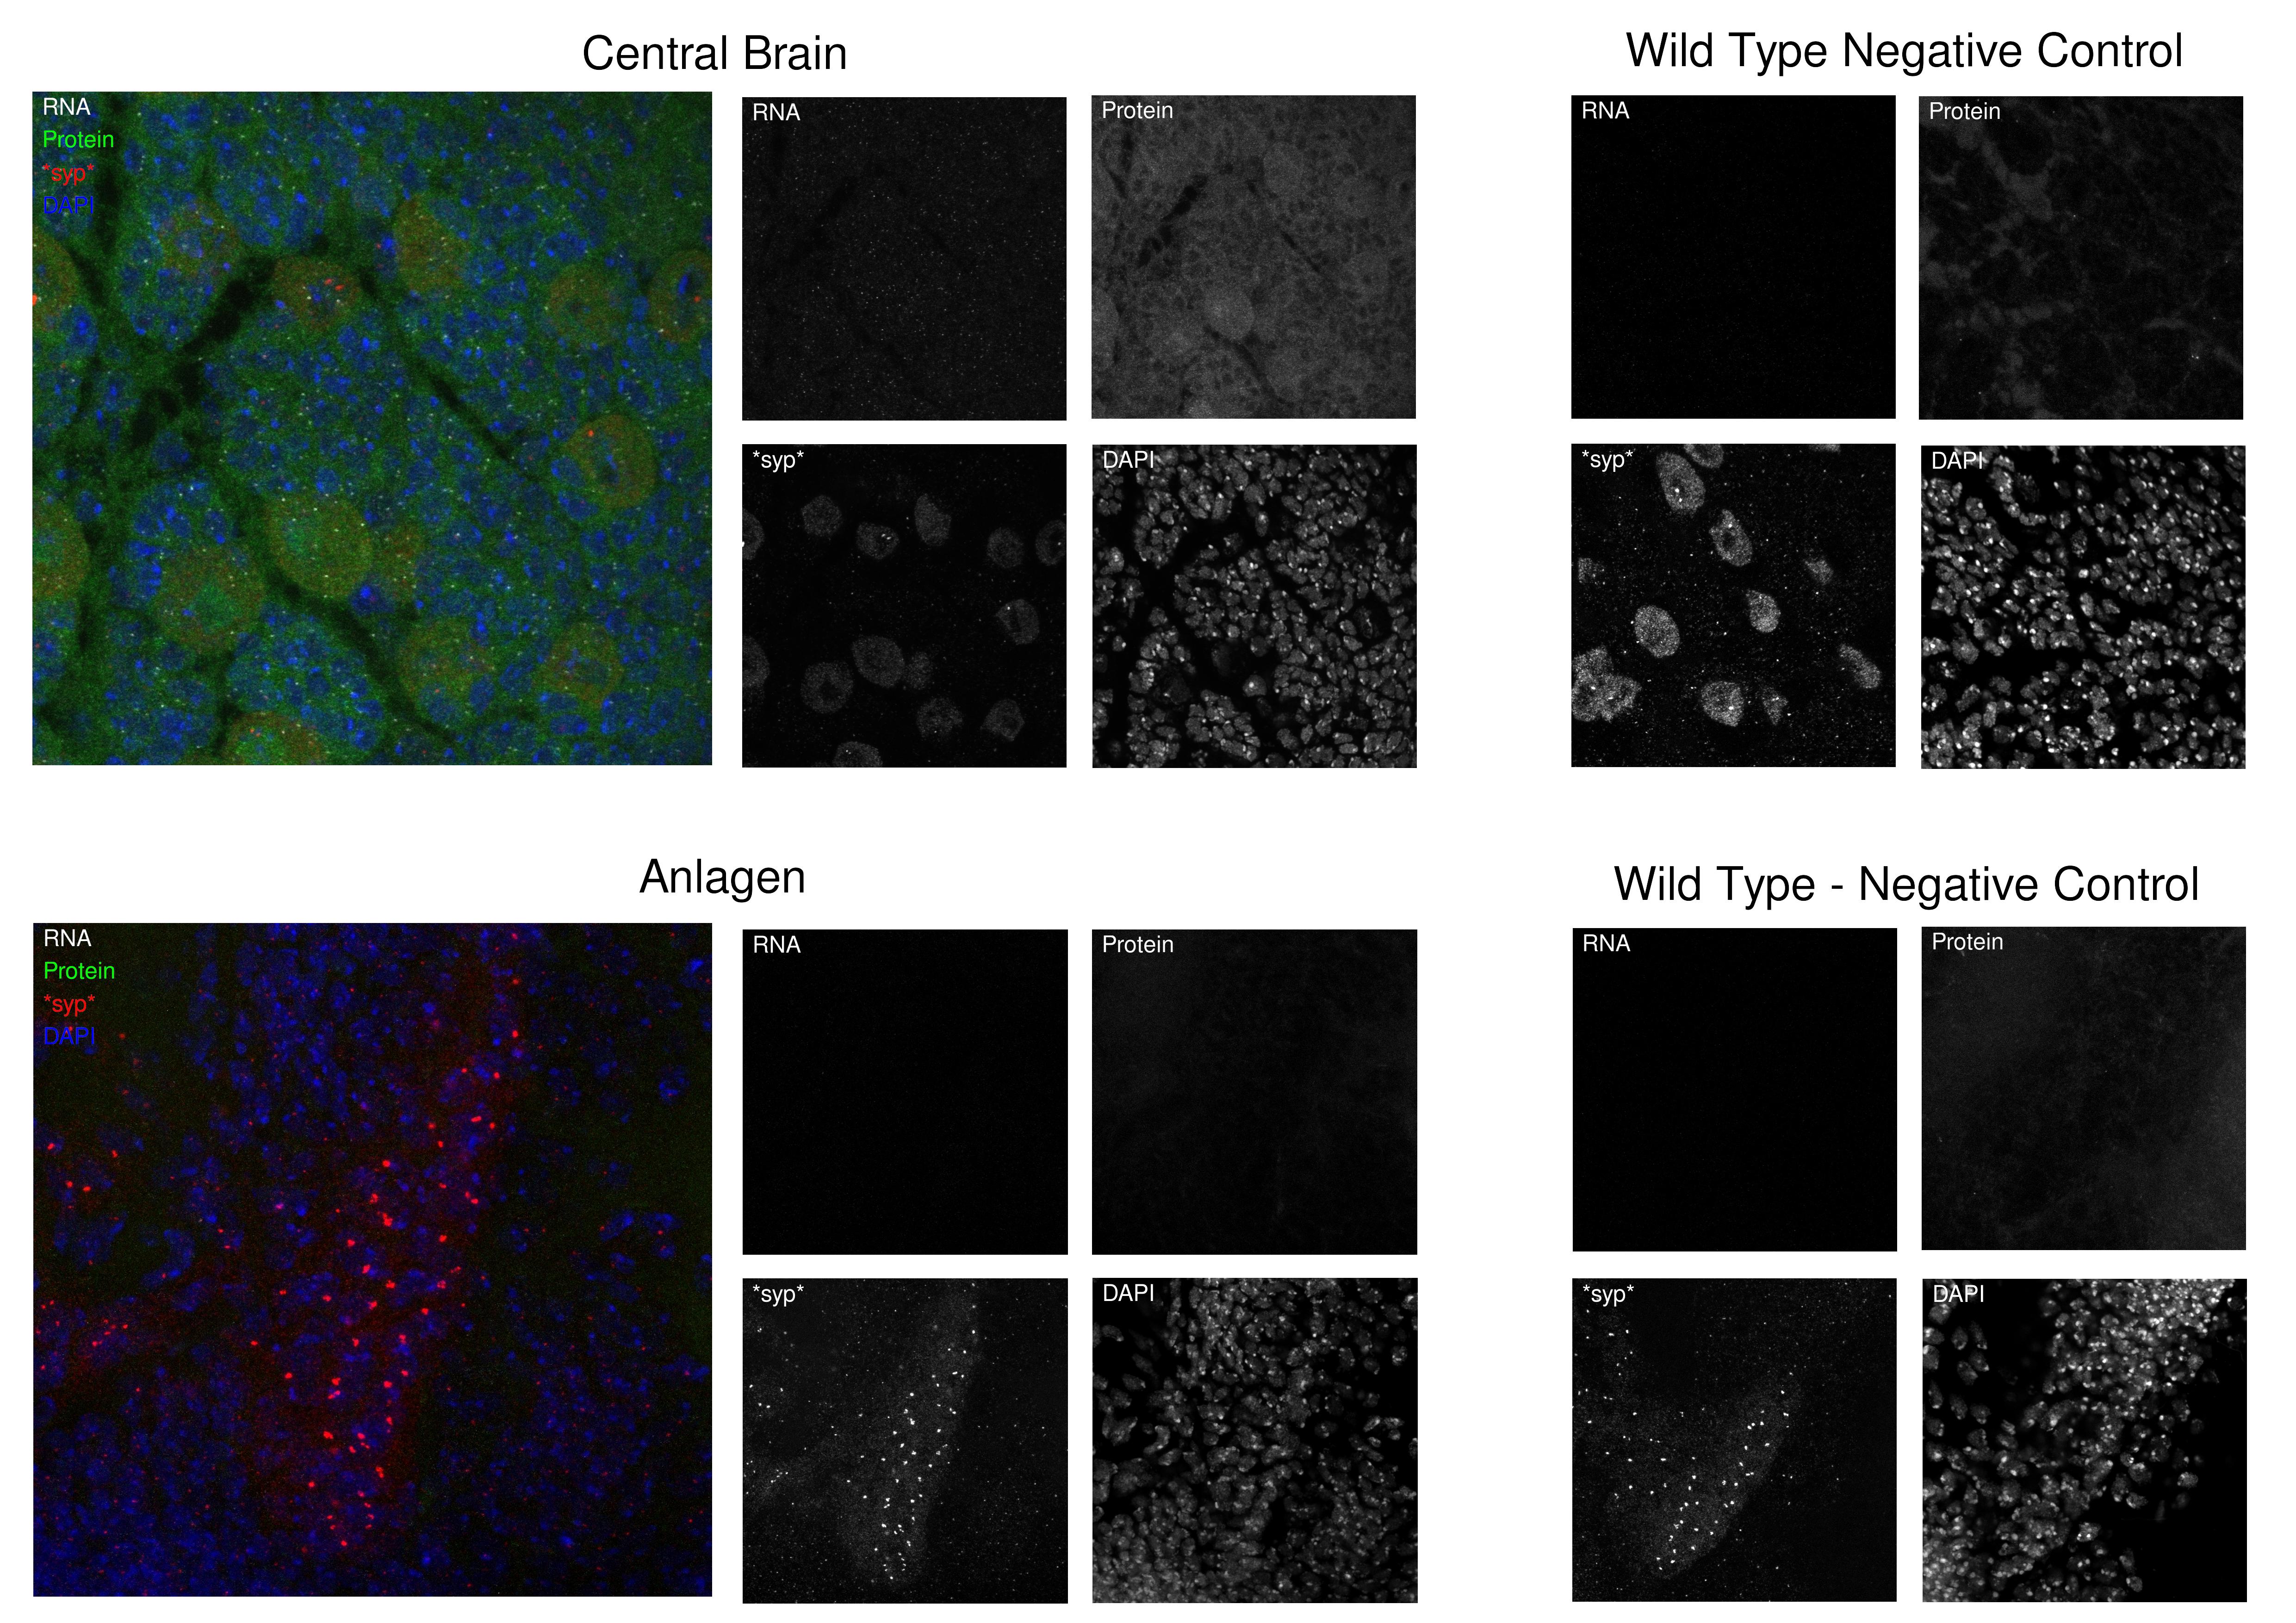 Central Brain
Wild Type Negative Control
RNA
Protein
*syp*
DAPI
RNA
Protein
*syp*
DAPI
RNA
Protein
*syp*
DAPI
Anlagen
Wild Type - Negative Control
RNA
Protein
*syp*
DAPI
RNA
Protein
*syp*
DAPI
RNA
Protein
*syp*
DAPI